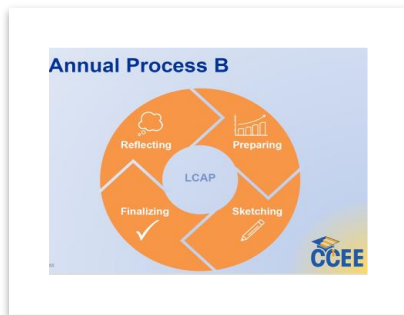 Annual Process B
Reflecting
Preparing
LCAP
Finalizing
Sketching
CCEE